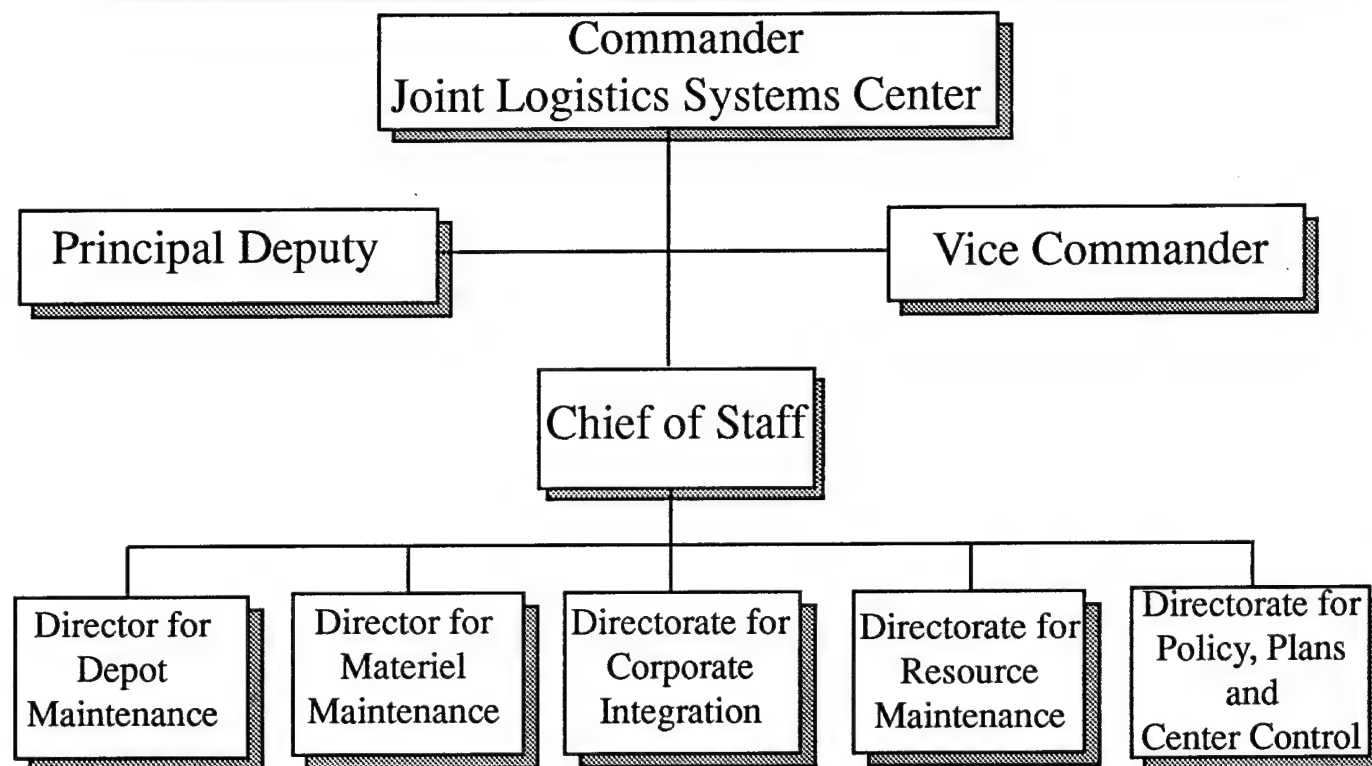 Commander
Joint Logistics Systems Center
Principal Deputy
Vice Commander
Chief of Staff
Director for
Depot
Maintenance
Director for
Materiel
Maintenance
Directorate for
Corporate
Integration
Directorate for
Resource
Maintenance
Directorate for
Policy, Plans
and
Center Control